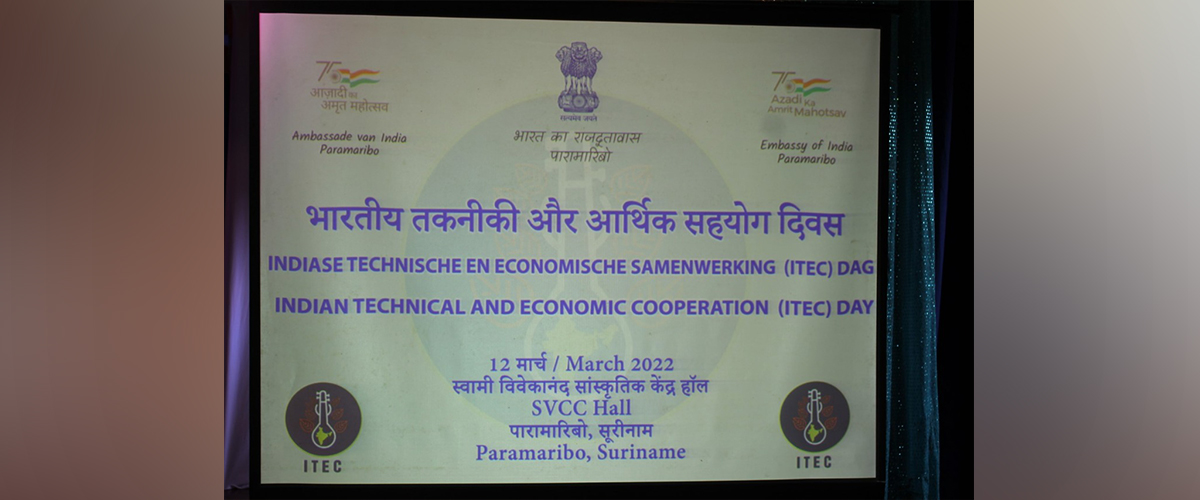 75
आज़ादी का
अमृत महोत्सव
Ambassade van India
Paramaribo
सत्यमेव जयते
भारत का राजदूतावास
पारामारिबो
75
Azadi Ka
Amrit Mahotsav
Embassy of India
Paramaribo
भारतीय तकनीकी और आर्थिक सहयोग दिवस
INDIASE TECHNISCHE EN ECONOMISCHE SAMENWERKING (ITEC) DAG
INDIAN TECHNICAL AND ECONOMIC COOPERATION (ITEC) DAY
12 मार्च / March 2022
स्वामी विवेकानंद सांस्कृतिक केंद्र हॉल
SVCC Hall
पारामारिबो, सूरीनाम
Paramaribo, Suriname
ITEC
ITEC